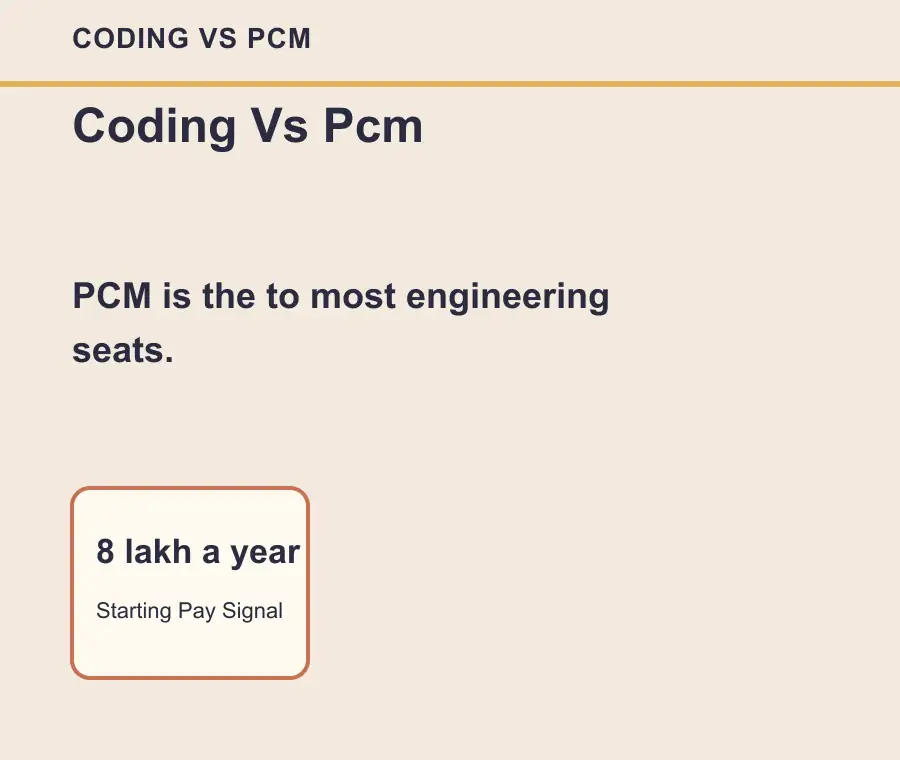 CODING VS PCM
Coding Vs Pcm
PCM is the to most engineering
seats.
8 lakh a year
Starting Pay Signal